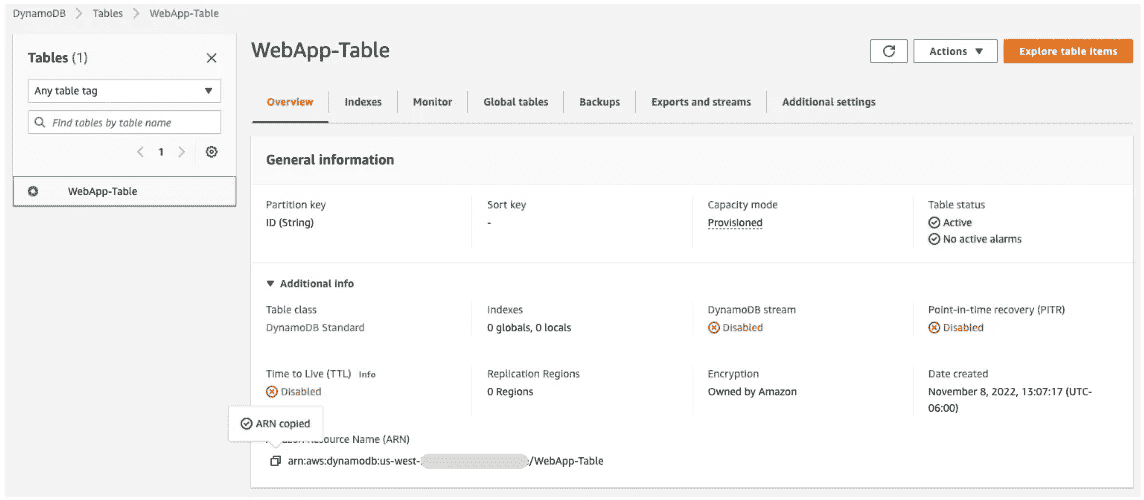 DynamoDB > Tables > WebApp-Table
Tables (1)
Any table tag
Find tables by table name
1
WebApp-Table
WebApp-Table
Actions
Explore table items
Overview
Indexes
Monitor
Global tables
Backups
Exports and streams
Additional settings
General information
Partition key
ID (String)
Sort key
-
Capacity mode
Provisioned
Table status
Active
No active alarms
Additional info
Table class
DynamoDB Standard
Indexes
0 globals, 0 locals
DynamoDB stream
Disabled
Point-in-time recovery (PITR)
Disabled
Time to Live (TTL) Info
Disabled
Replication Regions
0 Regions
Encryption
Owned by Amazon
Date created
November 8, 2022, 13:07:17 (UTC-
06:00)
ARN copied
Resource Name (ARN)
arn:aws:dynamodb:us-west- /WebApp-Table